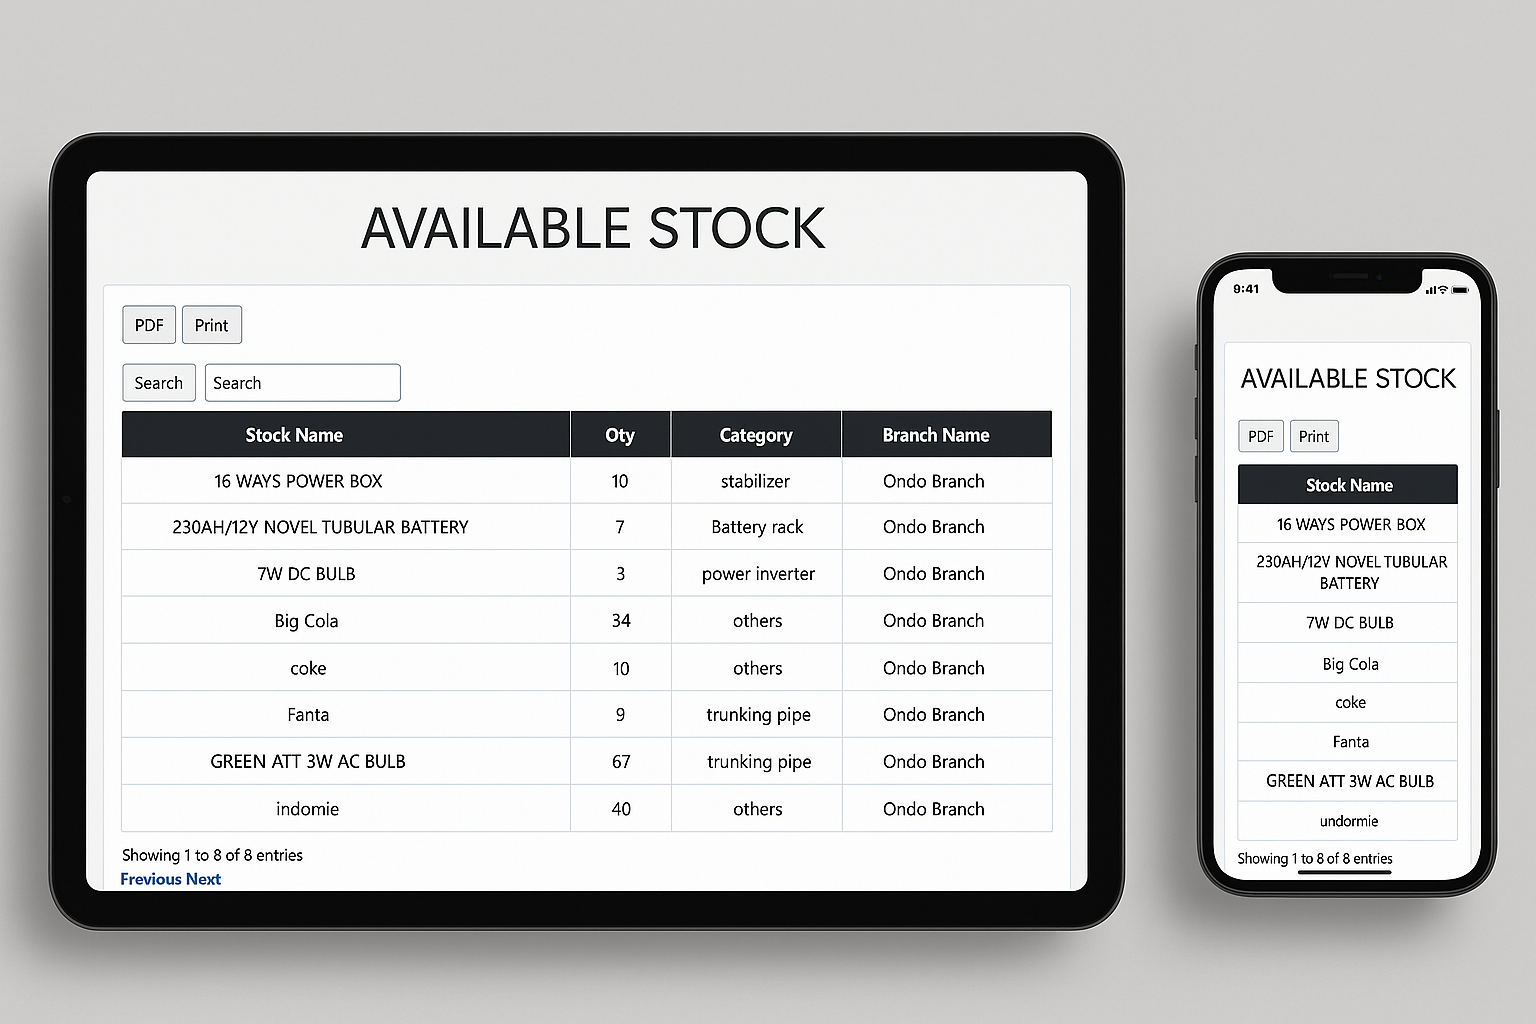 AVAILABLE STOCK
PDF Print
Search Search
Stock Name Qty Category Branch Name
16 WAYS POWER BOX 10 stabilizer Ondo Branch
230AH/12Y NOVEL TUBULAR BATTERY 7 Battery rack Ondo Branch
7W DC BULB 3 power inverter Ondo Branch
Big Cola 34 others Ondo Branch
coke 10 others Ondo Branch
Fanta 9 trunking pipe Ondo Branch
GREEN ATT 3W AC BULB 67 trunking pipe Ondo Branch
indomie 40 others Ondo Branch
Showing 1 to 8 of 8 entries
Frevious Next
9:41
AVAILABLE STOCK
PDF Print
Stock Name
16 WAYS POWER BOX
230AH/12V NOVEL TUBULAR
BATTERY
7W DC BULB
Big Cola
coke
Fanta
GREEN ATT 3W AC BULB
undormie
Showing 1 to 8 of 8 entries